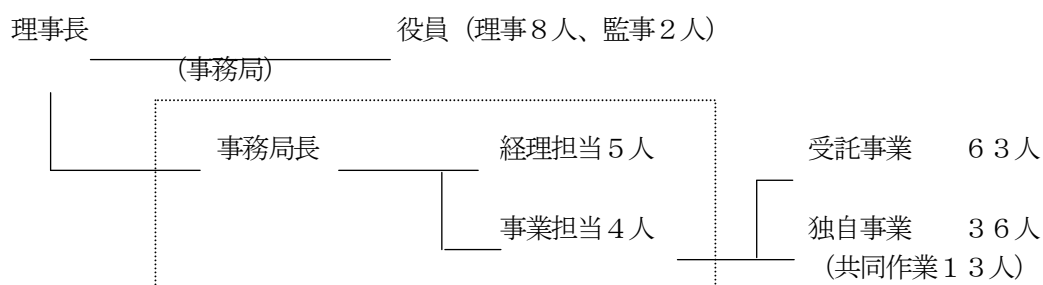 理事長 役員（理事８人、監事２人）
（事務局）
事務局長 経理担当５人 受託事業 ６３人
事業担当４人 独自事業 ３６人
（共同作業１３人）